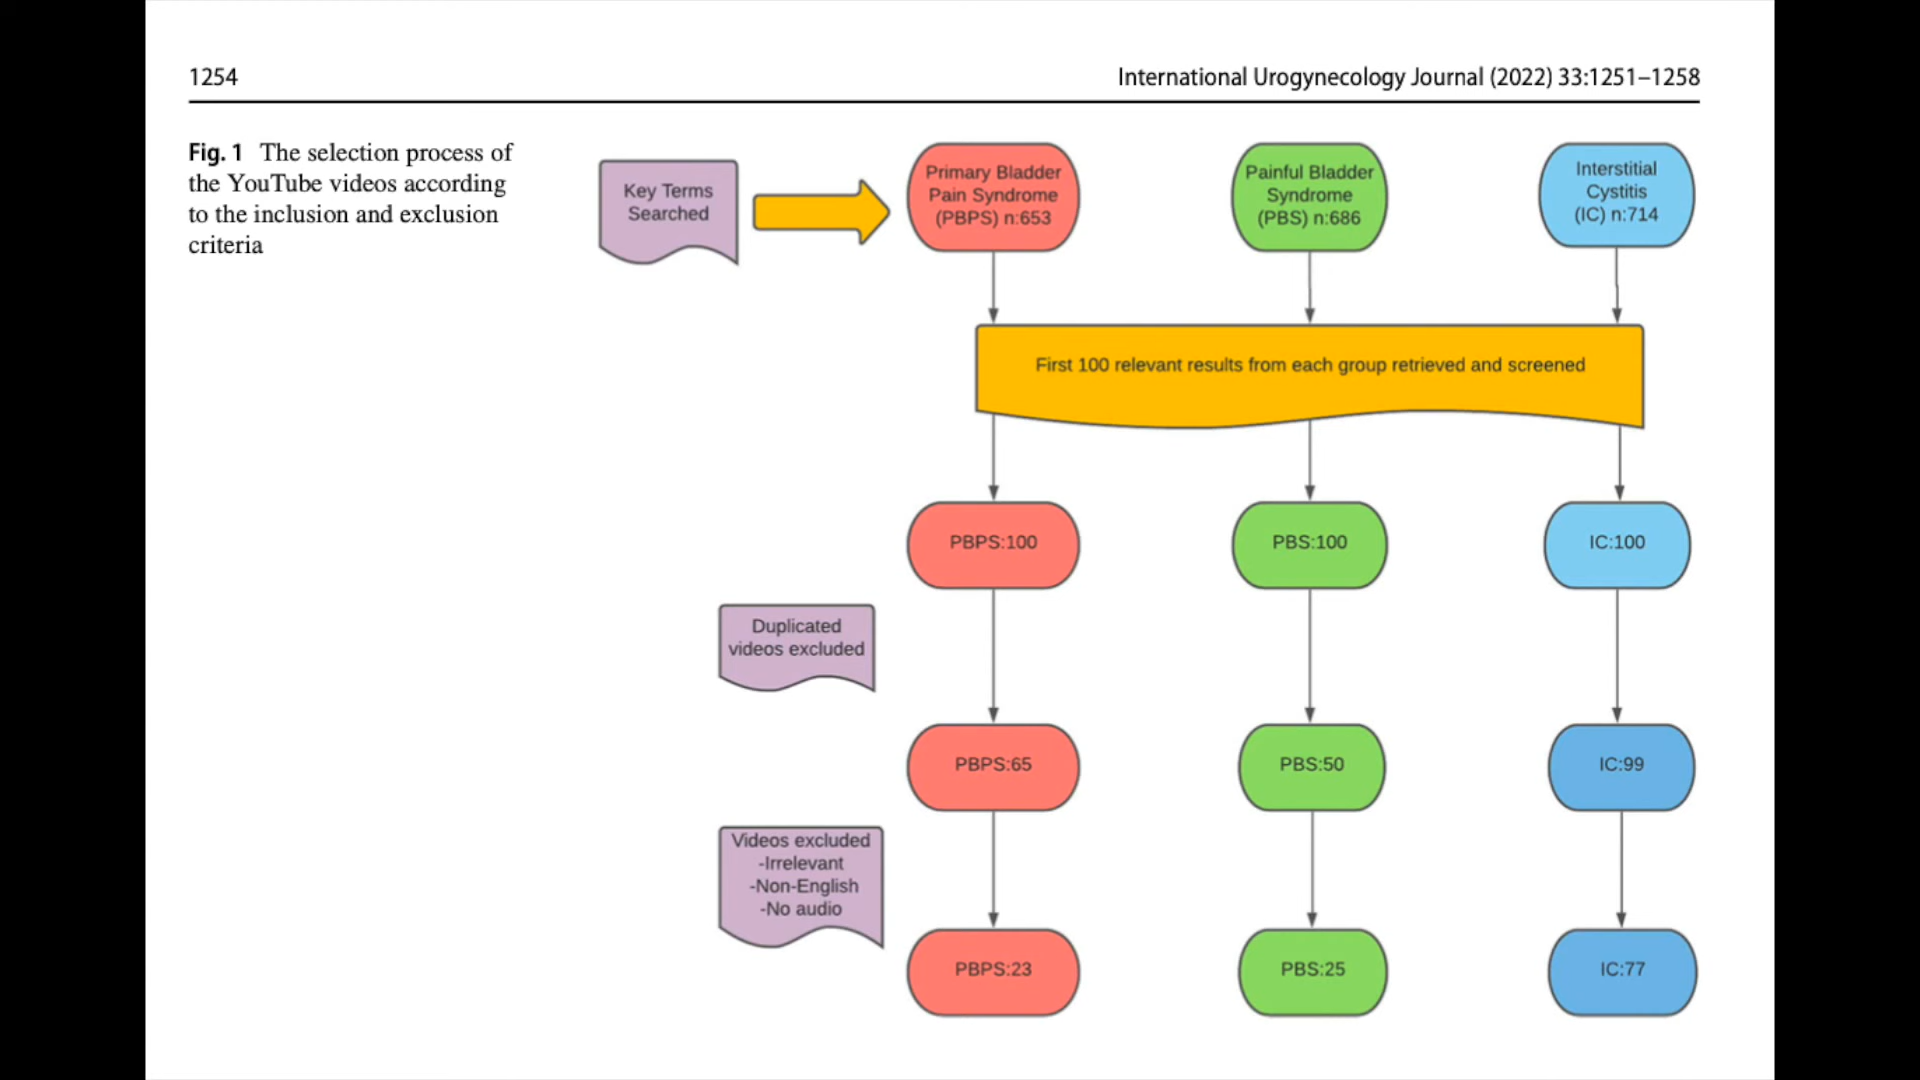 1254
International Urogynecology Journal (2022) 33:1251–1258
Fig. 1 The selection process of
the YouTube videos according
to the inclusion and exclusion
criteria
Key Terms
Searched
Primary Bladder
Pain Syndrome
(PBPS) n:653
Painful Bladder
Syndrome
(PBS) n:686
Interstitial
Cystitis
(IC) n:714
First 100 relevant results from each group retrieved and screened
PBPS:100
PBS:100
IC:100
Duplicated
videos excluded
PBPS:65
PBS:50
IC:99
Videos excluded
-Irrelevant
-Non-English
-No audio
PBPS:23
PBS:25
IC:77